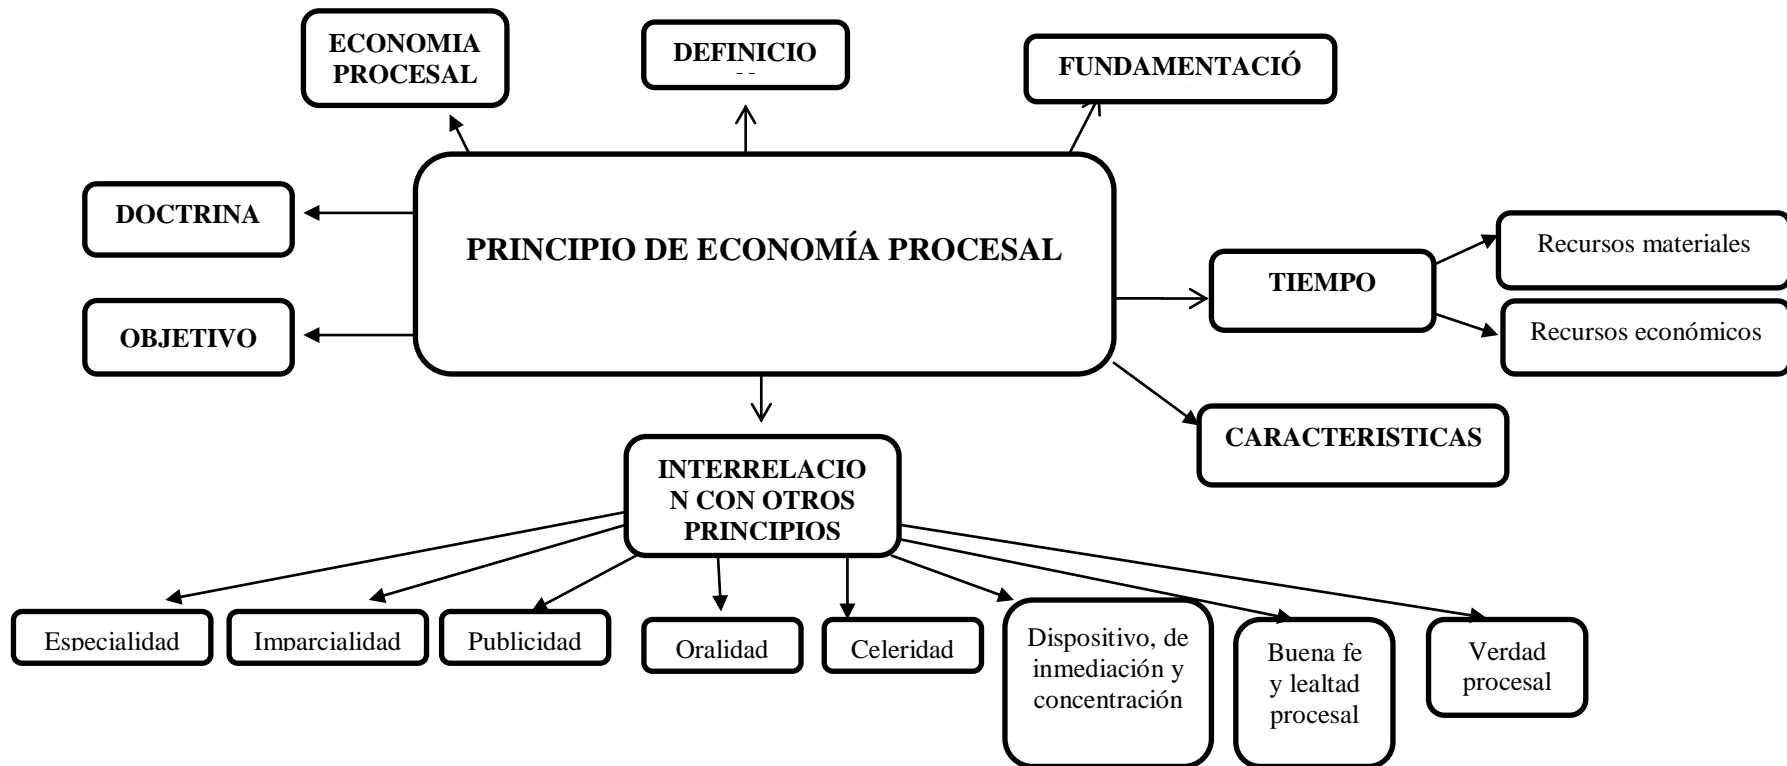 ECONOMIA
PROCESAL
DEFINICIO
FUNDAMENTACIÓ
DOCTRINA
PRINCIPIO DE ECONOMÍA PROCESAL
Recursos materiales
TIEMPO
OBJETIVO
Recursos económicos
CARACTERISTICAS
INTERRELACIO
N CON OTROS
PRINCIPIOS
Especialidad
Imparcialidad
Publicidad
Oralidad
Celeridad
Dispositivo, de
inmediación y
concentración
Buena fe
y lealtad
procesal
Verdad
procesal